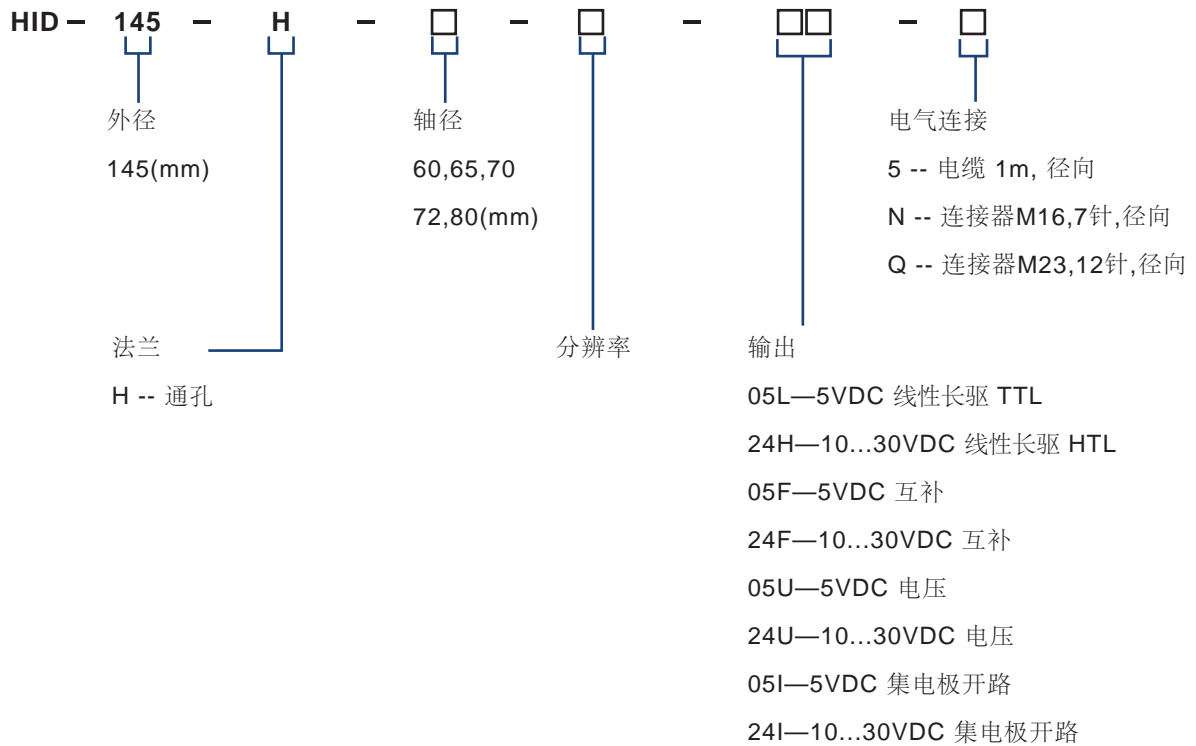 HID – 145 – H – □ – □ – □□ – □
外径
145(mm)
轴径
60,65,70
72,80(mm)
电气连接
5 -- 电缆 1m, 径向
N -- 连接器M16,7针,径向
Q -- 连接器M23,12针,径向
法兰
H -- 通孔
分辨率
输出
05L—5VDC 线性长驱 TTL
24H—10...30VDC 线性长驱 HTL
05F—5VDC 互补
24F—10...30VDC 互补
05U—5VDC 电压
24U—10...30VDC 电压
05I—5VDC 集电极开路
24I—10...30VDC 集电极开路